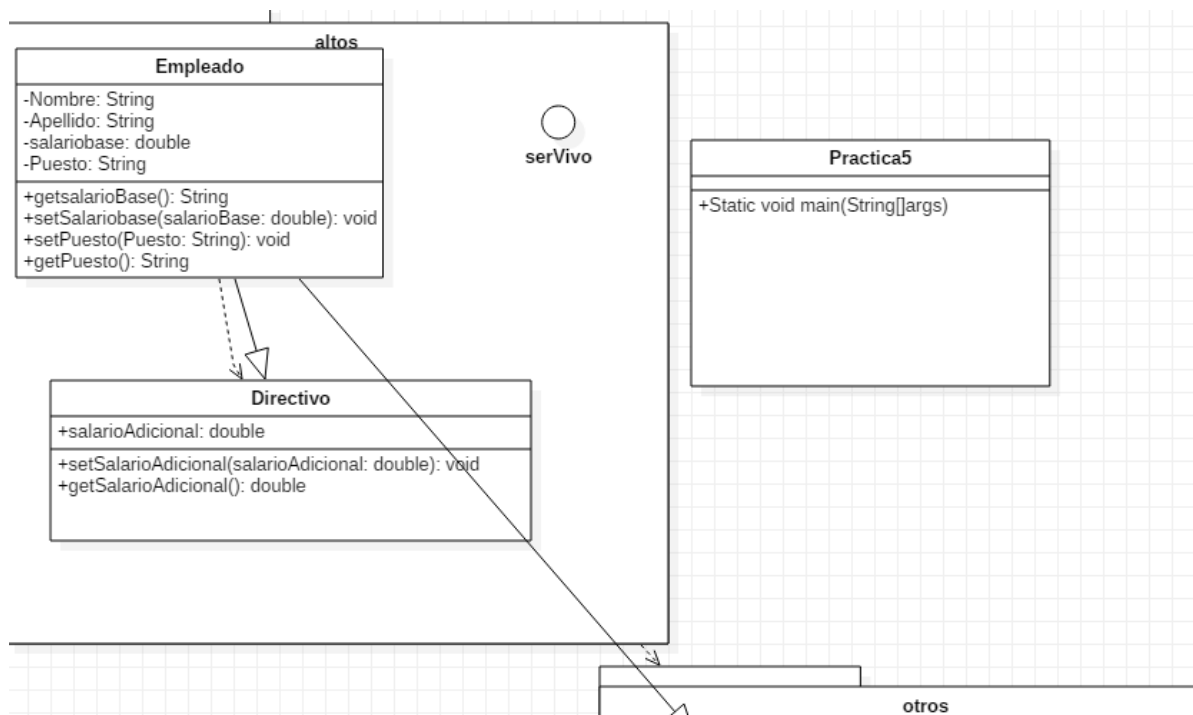 altos
Empleado
-Nombre: String
-Apellido: String
-salariobase: double
-Puesto: String
+getsalarioBase(): String
+setSalariobase(salarioBase: double): void
+setPuesto(Puesto: String): void
+getPuesto(): String
serVivo
Practica5
+Static void main(String[]args)
Directivo
+salarioAdicional: double
+setSalarioAdicional(salarioAdicional: double): void
+getSalarioAdicional(): double
otros